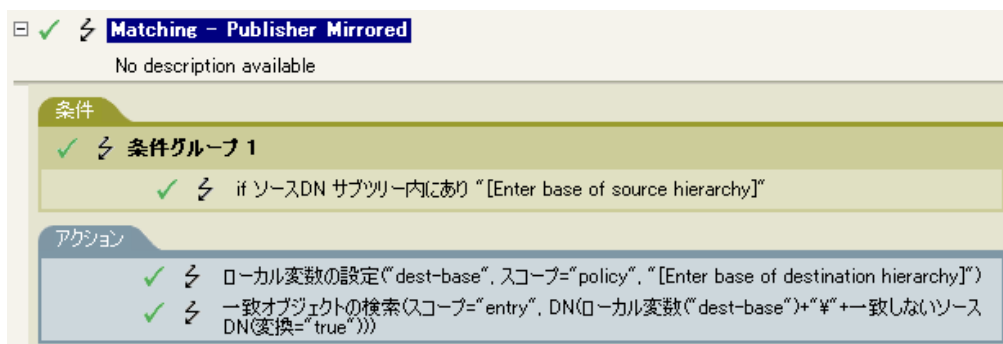 Matching - Publisher Mirrored
No description available
条件
条件グループ 1
if ソースDN サブツリー内にあり "[Enter base of source hierarchy]"
アクション
ローカル変数の設定("dest-base", スコープ="policy", "[Enter base of destination hierarchy]")
一致オブジェクトの検索(スコープ="entry", DN(ローカル変数("dest-base")+"¥"+一致しないソース
DN(変換="true")))